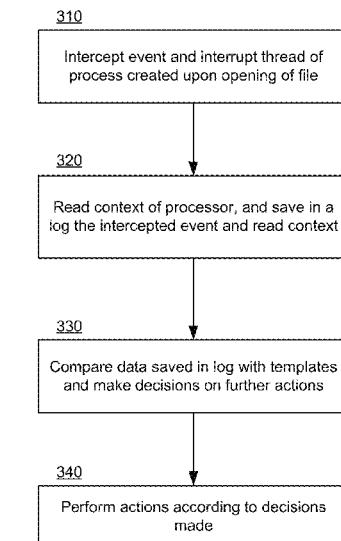 310
Intercept event and interrupt thread of
process created upon opening of file
320
Read context of processor, and save in a
log the intercepted event and read context
330
Compare data saved in log with templates
and make decisions on further actions
340
Perform actions according to decisions
made